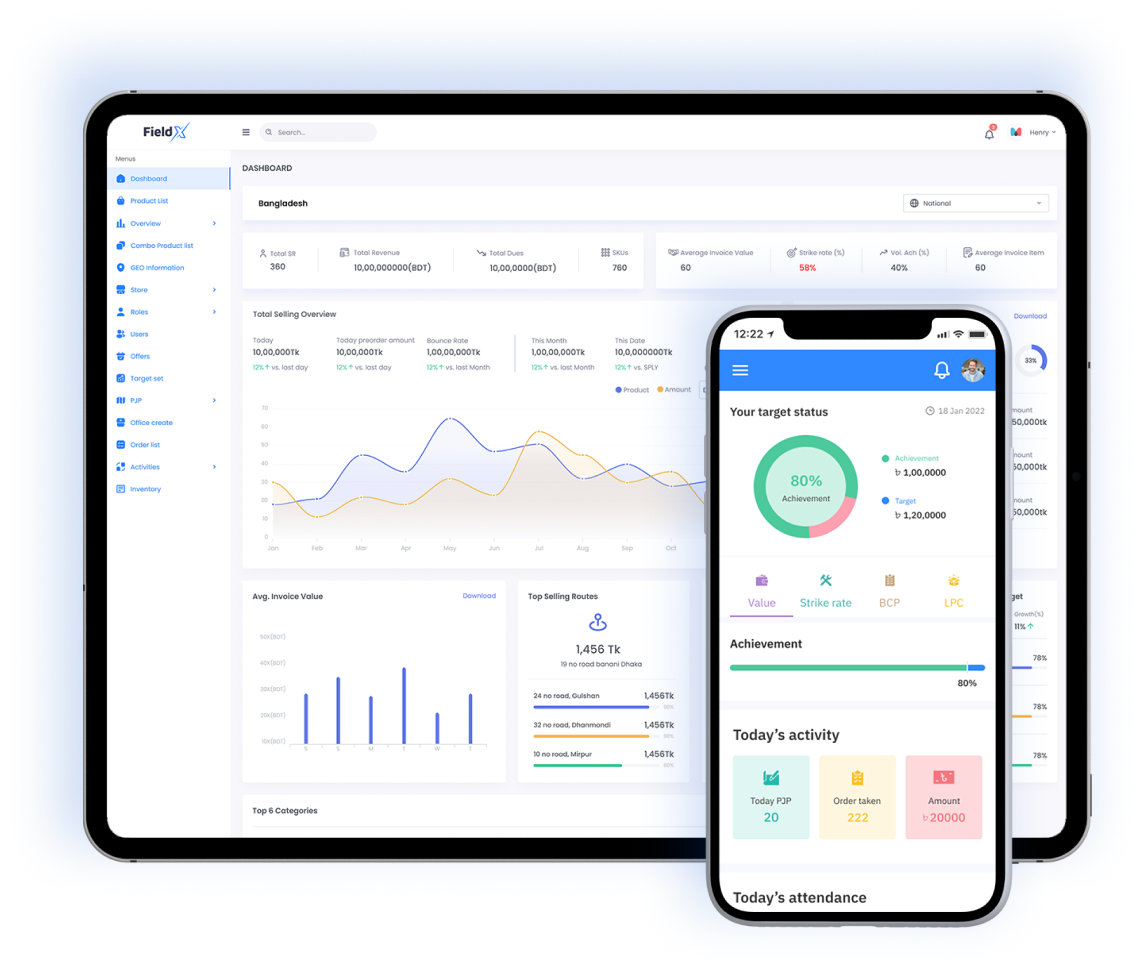 FieldX
Search..
3
Henry
Menus
Dashboard
Product List
Overview
Combo Product list
GEO Information
Store
Roles
Users
Offers
Target set
PJP
Office create
Order list
Activities
Inventory
DASHBOARD
Bangladesh
National
Total SR
360
Total Revenue
10,00,000000(BDT)
Total Dues
10,00,0000(BDT)
SKUs
760
Average Invoice Value
60
Strike rate (%)
58%
Vol. Ach (%)
40%
Average Invoice Item
60
Total Selling Overview
Today
10,00,000Tk
12% ↑ vs. last day
Today preorder amount
10,00,000Tk
12% ↑ vs. last day
Bounce Rate
1,00,00,000Tk
12% ↑ vs. last Month
This Month
1,00,00,000Tk
12% ↑ vs. last Month
This Date
10,0,0000000Tk
12% ↑ vs. SPLY
Product
Amount
70
60
50
40
30
20
10
0
Jan
Feb
Mar
Apr
May
Jun
Jul
Aug
Sep
Oct
Download
33%
mount
50,000tk
nount
50,000tk
nount
50,000tk
Avg. Invoice Value
Download
50X(BDT)
40X(BDT)
30X(BDT)
20X(BDT)
10X(BDT)
S
S
M
T
W
T
Top Selling Routes
1,456 Tk
19 no road banani Dhaka
24 no road, Gulshan
1,456Tk
90%
32 no road, Dhanmondi
1,456Tk
90%
10 no road, Mirpur
1,456Tk
60%
get
Growth(%)
11% ↑
78%
78%
78%
Top 6 Categories
12:22
Your target status
18 Jan 2022
80%
Achievement
Achievement
৳ 1,00,0000
Target
৳ 1,20,0000
Value
Strike rate
BCP
LPC
Achievement
80%
Today's activity
Today PJP
20
Order taken
222
Amount
৳ 20000
Today's attendance